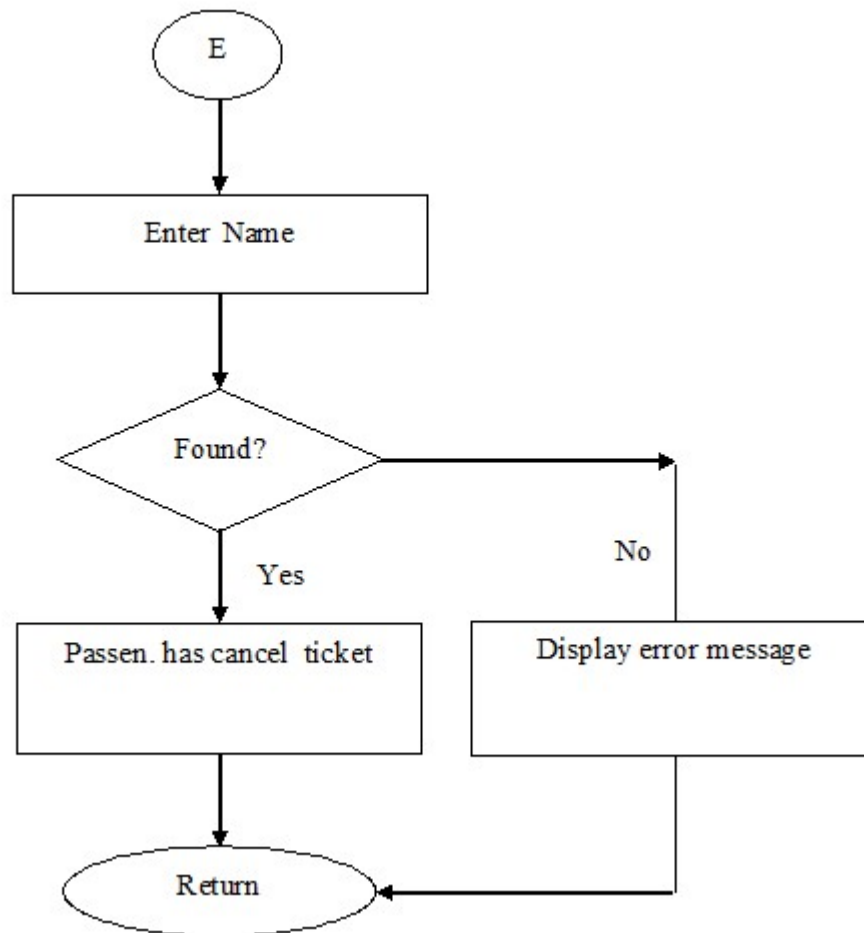 E
Enter Name
Found?
No
Yes
Passen. has cancel ticket
Display error message
Return